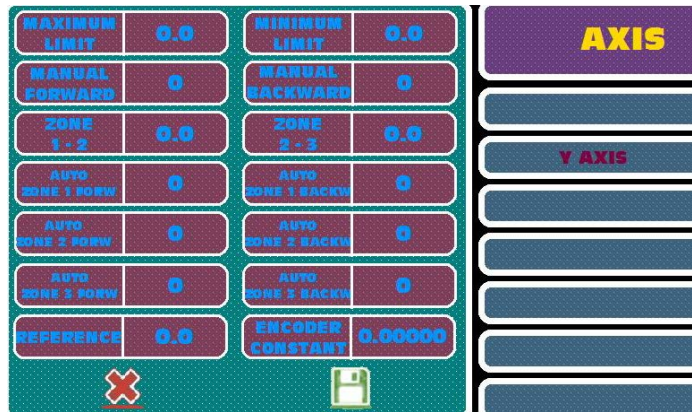 MAXIMUM
LIMIT
0.0
MINIMUM
LIMIT
0.0
MANUAL
FORWARD
0
MANUAL
BACKWARD
0
ZONE
1 - 2
0.0
ZONE
2 - 3
0.0
AUTO
ZONE 1 FORW
0
AUTO
ZONE 1 BACKW
0
AUTO
ZONE 2 FORW
0
AUTO
ZONE 2 BACKW
0
AUTO
ZONE 3 FORW
0
AUTO
ZONE 3 BACKW
0
REFERENCE
0.0
ENCODER
CONSTANT
0.00000
AXIS
Y AXIS